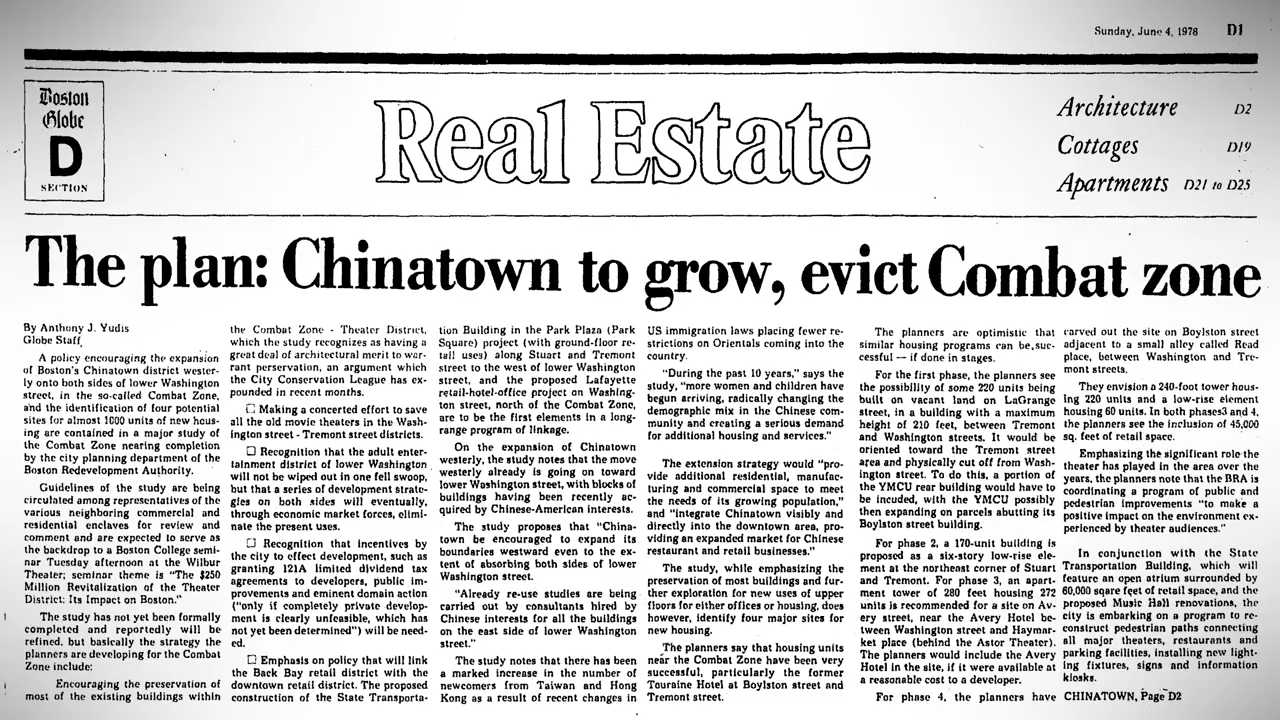 Sunday, June 4, 1978 D1
Boston
Globe
D
SECTION
Real Estate
Architecture D2
Cottages D19
Apartments D21 to D25
The plan: Chinatown to grow, evict Combat zone
By Anthony J. Yudis
Globe Staff
A policy encouraging the expansion
of Boston's Chinatown district wester-
ly onto both sides of lower Washington
street, in the so-called Combat Zone,
and the identification of four potential
sites for almost 1000 units of new hous-
ing are contained in a major study of
the Combat Zone nearing completion
by the city planning department of the
Boston Redevelopment Authority.
Guidelines of the study are being
circulated among representatives of the
various neighboring commercial and
residential enclaves for review and
comment and are expected to serve as
the backdrop to a Boston College semi-
nar Tuesday afternoon at the Wilbur
Theater; seminar theme is "The $250
Million Revitalization of the Theater
District: Its Impact on Boston."
The study has not yet been formally
completed and reportedly will be
refined, but basically the strategy the
planners are developing for the Combat
Zone include:
Encouraging the preservation of
most of the existing buildings within
the Combat Zone - Theater District,
which the study recognizes as having a
great deal of architectural merit to war-
rant perservation, an argument which
the City Conservation League has ex-
pounded in recent months.
☐ Making a concerted effort to save
all the old movie theaters in the Wash-
ington street - Tremont street districts.
☐ Recognition that the adult enter-
tainment district of lower Washington
will not be wiped out in one fell swoop,
but that a series of development strate-
gies on both sides will eventually,
through economic market forces, elimi-
nate the present uses.
☐ Recognition that incentives by
the city to effect development, such as
granting 121A limited dividend tax
agreements to developers, public im-
provements and eminent domain action
("only if completely private develop-
ment is clearly unfeasible, which has
not yet been determined") will be need-
ed.
☐ Emphasis on policy that will link
the Back Bay retail district with the
downtown retail district. The proposed
construction of the State Transporta-
tion Building in the Park Plaza (Park
Square) project (with ground-floor re-
tail uses) along Stuart and Tremont
street to the west of lower Washington
street, and the proposed Lafayette
retail-hotel-office project on Washing-
ton street, north of the Combat Zone,
are to be the first elements in a long-
range program of linkage.
On the expansion of Chinatown
westerly, the study notes that the move
westerly already is going on toward
lower Washington street, with blocks of
buildings having been recently ac-
quired by Chinese-American interests.
The study proposes that "China-
town be encouraged to expand its
boundaries westward even to the ex-
tent of absorbing both sides of lower
Washington street.
"Already re-use studies are being
carried out by consultants hired by
Chinese interests for all the buildings
on the east side of lower Washington
street."
The study notes that there has been
a marked increase in the number of
newcomers from Taiwan and Hong
Kong as a result of recent changes in
US immigration laws placing fewer re-
strictions on Orientals coming into the
country.
"During the past 10 years," says the
study, "more women and children have
begun arriving, radically changing the
demographic mix in the Chinese com-
munity and creating a serious demand
for additional housing and services."
The extension strategy would "pro-
vide additional residential, manufac-
turing and commercial space to meet
the needs of its growing population,"
and "integrate Chinatown visibly and
directly into the downtown area, pro-
viding an expanded market for Chinese
restaurant and retail businesses."
The study, while emphasizing the
preservation of most buildings and fur-
ther exploration for new uses of upper
floors for either offices or housing, does
however, identify four major sites for
new housing.
The planners say that housing units
near the Combat Zone have been very
successful, particularly the former
Touraine Hotel at Boylston street and
Tremont street.
The planners are optimistic that
similar housing programs can be suc-
cessful — if done in stages.
For the first phase, the planners see
the possibility of some 220 units being
built on vacant land on LaGrange
street, in a building with a maximum
height of 210 feet, between Tremont
and Washington streets. It would be
oriented toward the Tremont street
area and physically cut off from Wash-
ington street. To do this, a portion of
the YMCU rear building would have to
be incuded, with the YMCU possibly
then expanding on parcels abutting its
Boylston street building.
For phase 2, a 170-unit building is
proposed as a six-story low-rise ele-
ment at the northeast corner of Stuart
and Tremont. For phase 3, an apart-
ment tower of 280 feet housing 272
units is recommended for a site on Av-
ery street, near the Avery Hotel be-
tween Washington street and Haymar-
ket place (behind the Astor Theater).
The planners would include the Avery
Hotel in the site, if it were available at
a reasonable cost to a developer.
For phase 4, the planners have
carved out the site on Boylston street
adjacent to a small alley called Read
place, between Washington and Tre-
mont streets.
They envision a 240-foot tower hous-
ing 220 units and a low-rise element
housing 60 units. In both phases3 and 4,
the planners see the inclusion of 45,000
sq. feet of retail space.
Emphasizing the significant role the
theater has played in the area over the
years, the planners note that the BRA is
coordinating a program of public and
pedestrian improvements "to make a
positive impact on the environment ex-
perienced by theater audiences."
In conjunction with the State
Transportation Building, which will
feature an open atrium surrounded by
60,000 sqare feet of retail space, and the
proposed Music Hall renovations, the
city is embarking on a program to re-
construct pedestrian paths connecting
all major theaters, restaurants and
parking facilities, installing new light-
ing fixtures, signs and information
kiosks.
CHINATOWN, Page D2